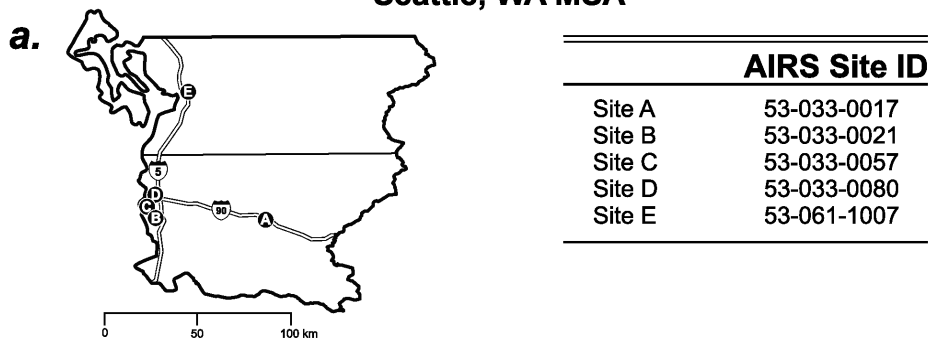 Seattle, WA MSA
a.
AIRS Site ID
Site A 53-033-0017
Site B 53-033-0021
Site C 53-033-0057
Site D 53-033-0080
Site E 53-061-1007
E
5
D
C
B
90
A
0 50 100 km